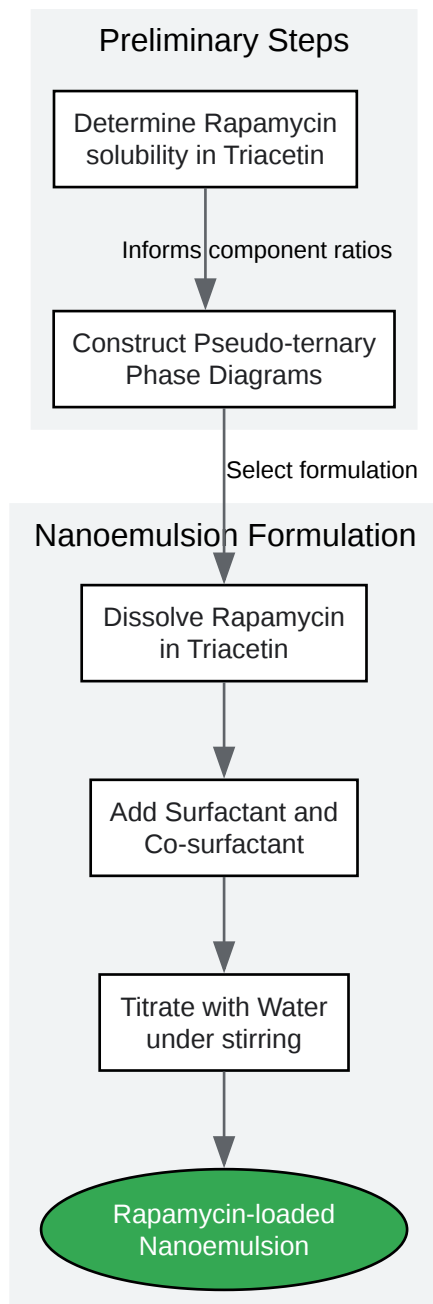 Preliminary Steps
Determine Rapamycin
solubility in Triacetin
Informs component ratios
Construct Pseudo-ternary
Phase Diagrams
Select formulation
Nanoemulsion Formulation
Dissolve Rapamycin
in Triacetin
Add Surfactant and
Co-surfactant
Titrate with Water
under stirring
Rapamycin-loaded
Nanoemulsion